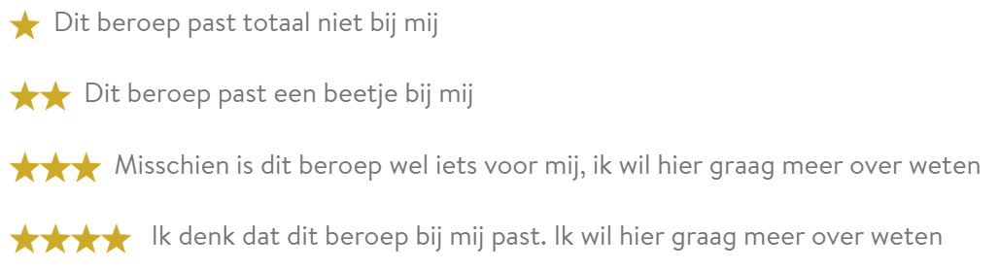 Dit beroep past totaal niet bij mij
Dit beroep past een beetje bij mij
Misschien is dit beroep wel iets voor mij, ik wil hier graag meer over weten
Ik denk dat dit beroep bij mij past. Ik wil hier graag meer over weten